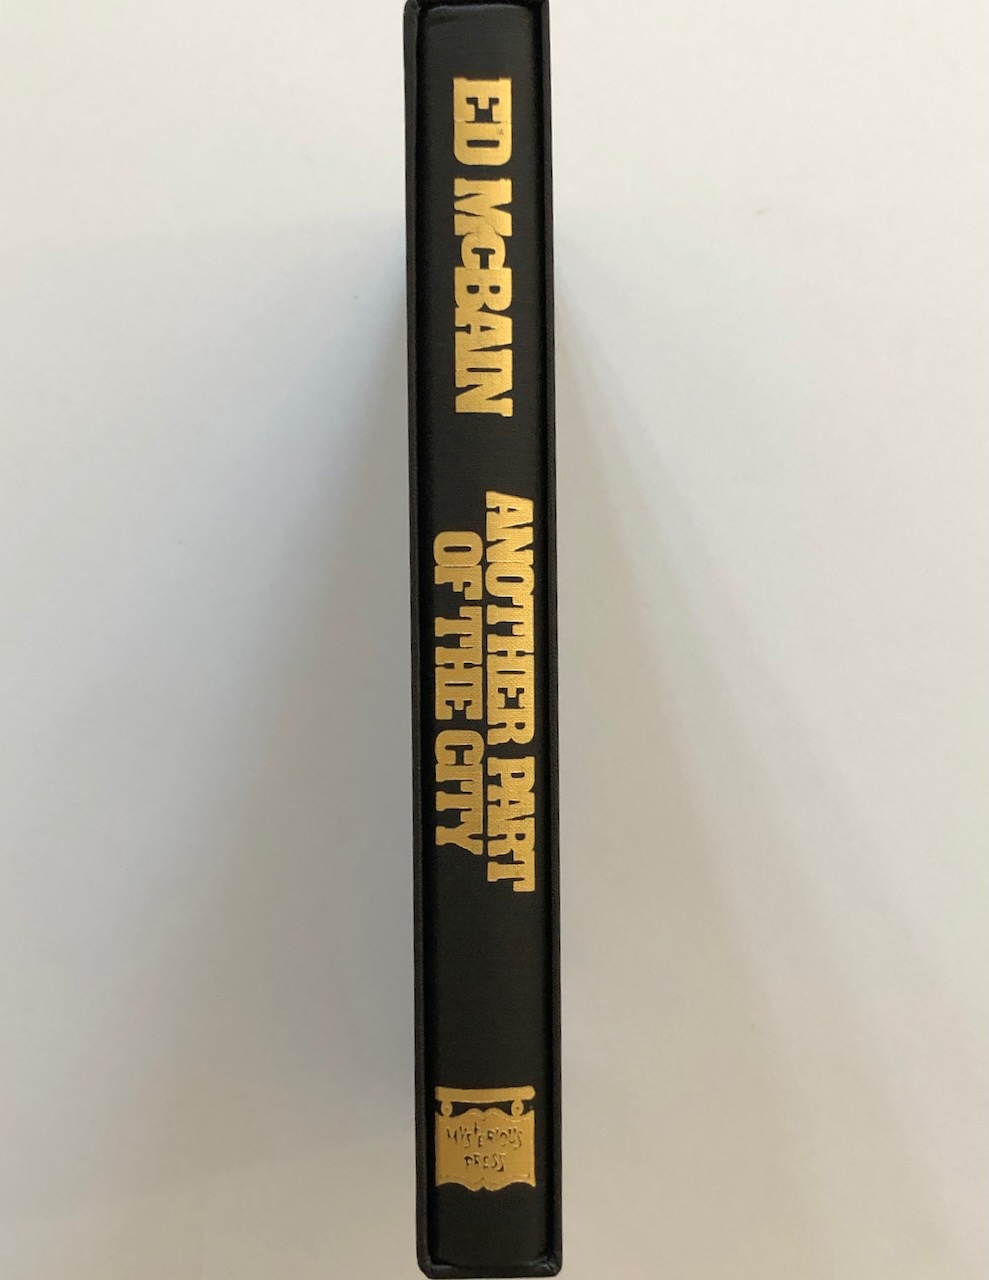 ED McBAIN
ANOTHER PART
OF THE CITY
MYSTERIOUS
PRESS